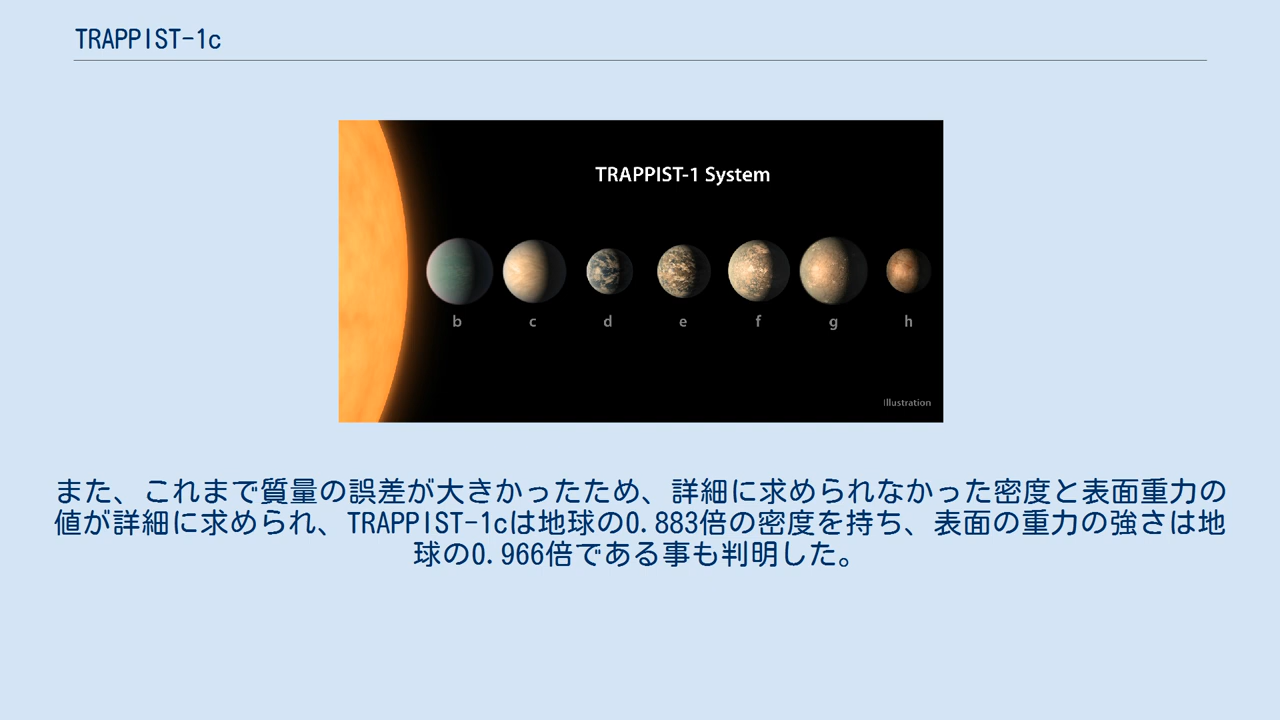 TRAPPIST-1c
TRAPPIST-1 System
b c d e f g h
Illustration
また、これまで質量の誤差が大きかったため、詳細に求められなかった密度と表面重力の
値が詳細に求められ、TRAPPIST-1cは地球の0.883倍の密度を持ち、表面の重力の強さは地
球の0.966倍である事も判明した。